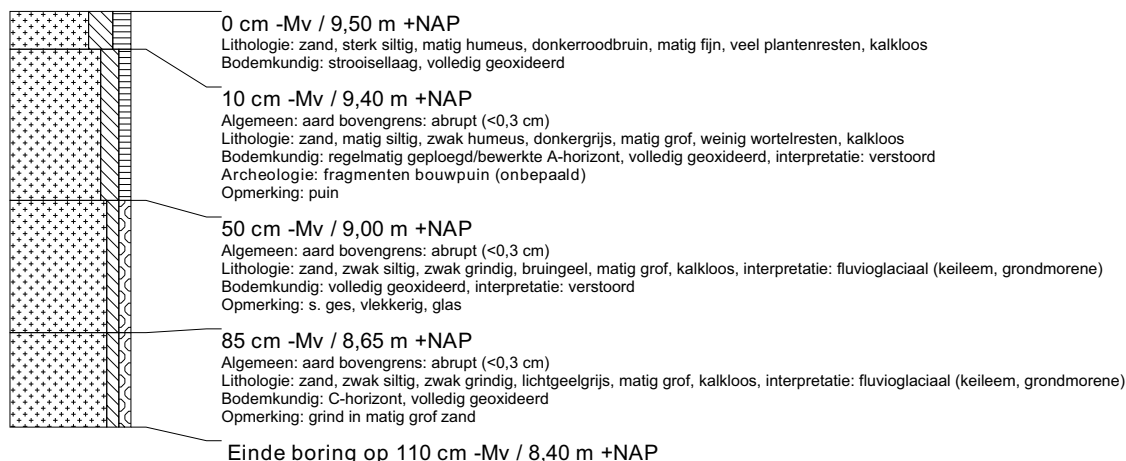 0 cm -Mv / 9,50 m +NAP
Lithologie: zand, sterk siltig, matig humeus, donkerroodbruin, matig fijn, veel plantenresten, kalkloos
Bodemkundig: strooisellaag, volledig geoxideerd
10 cm -Mv / 9,40 m +NAP
Algemeen: aard bovengrens: abrupt (<0,3 cm)
Lithologie: zand, matig siltig, zwak humeus, donkergrijs, matig grof, weinig wortelresten, kalkloos
Bodemkundig: regelmatig geploegd/bewerkte A-horizont, volledig geoxideerd, interpretatie: verstoord
Archeologie: fragmenten bouwpuin (onbepaald)
Opmerking: puin
50 cm -Mv / 9,00 m +NAP
Algemeen: aard bovengrens: abrupt (<0,3 cm)
Lithologie: zand, zwak siltig, zwak grindig, bruingeel, matig grof, kalkloos, interpretatie: fluvioglaciaal (keileem, grondmorene)
Bodemkundig: volledig geoxideerd, interpretatie: verstoord
Opmerking: s. ges, vlekkerig, glas
85 cm -Mv / 8,65 m +NAP
Algemeen: aard bovengrens: abrupt (<0,3 cm)
Lithologie: zand, zwak siltig, zwak grindig, lichtgeelgrijs, matig grof, kalkloos, interpretatie: fluvioglaciaal (keileem, grondmorene)
Bodemkundig: C-horizont, volledig geoxideerd
Opmerking: grind in matig grof zand
Einde boring op 110 cm -Mv / 8,40 m +NAP